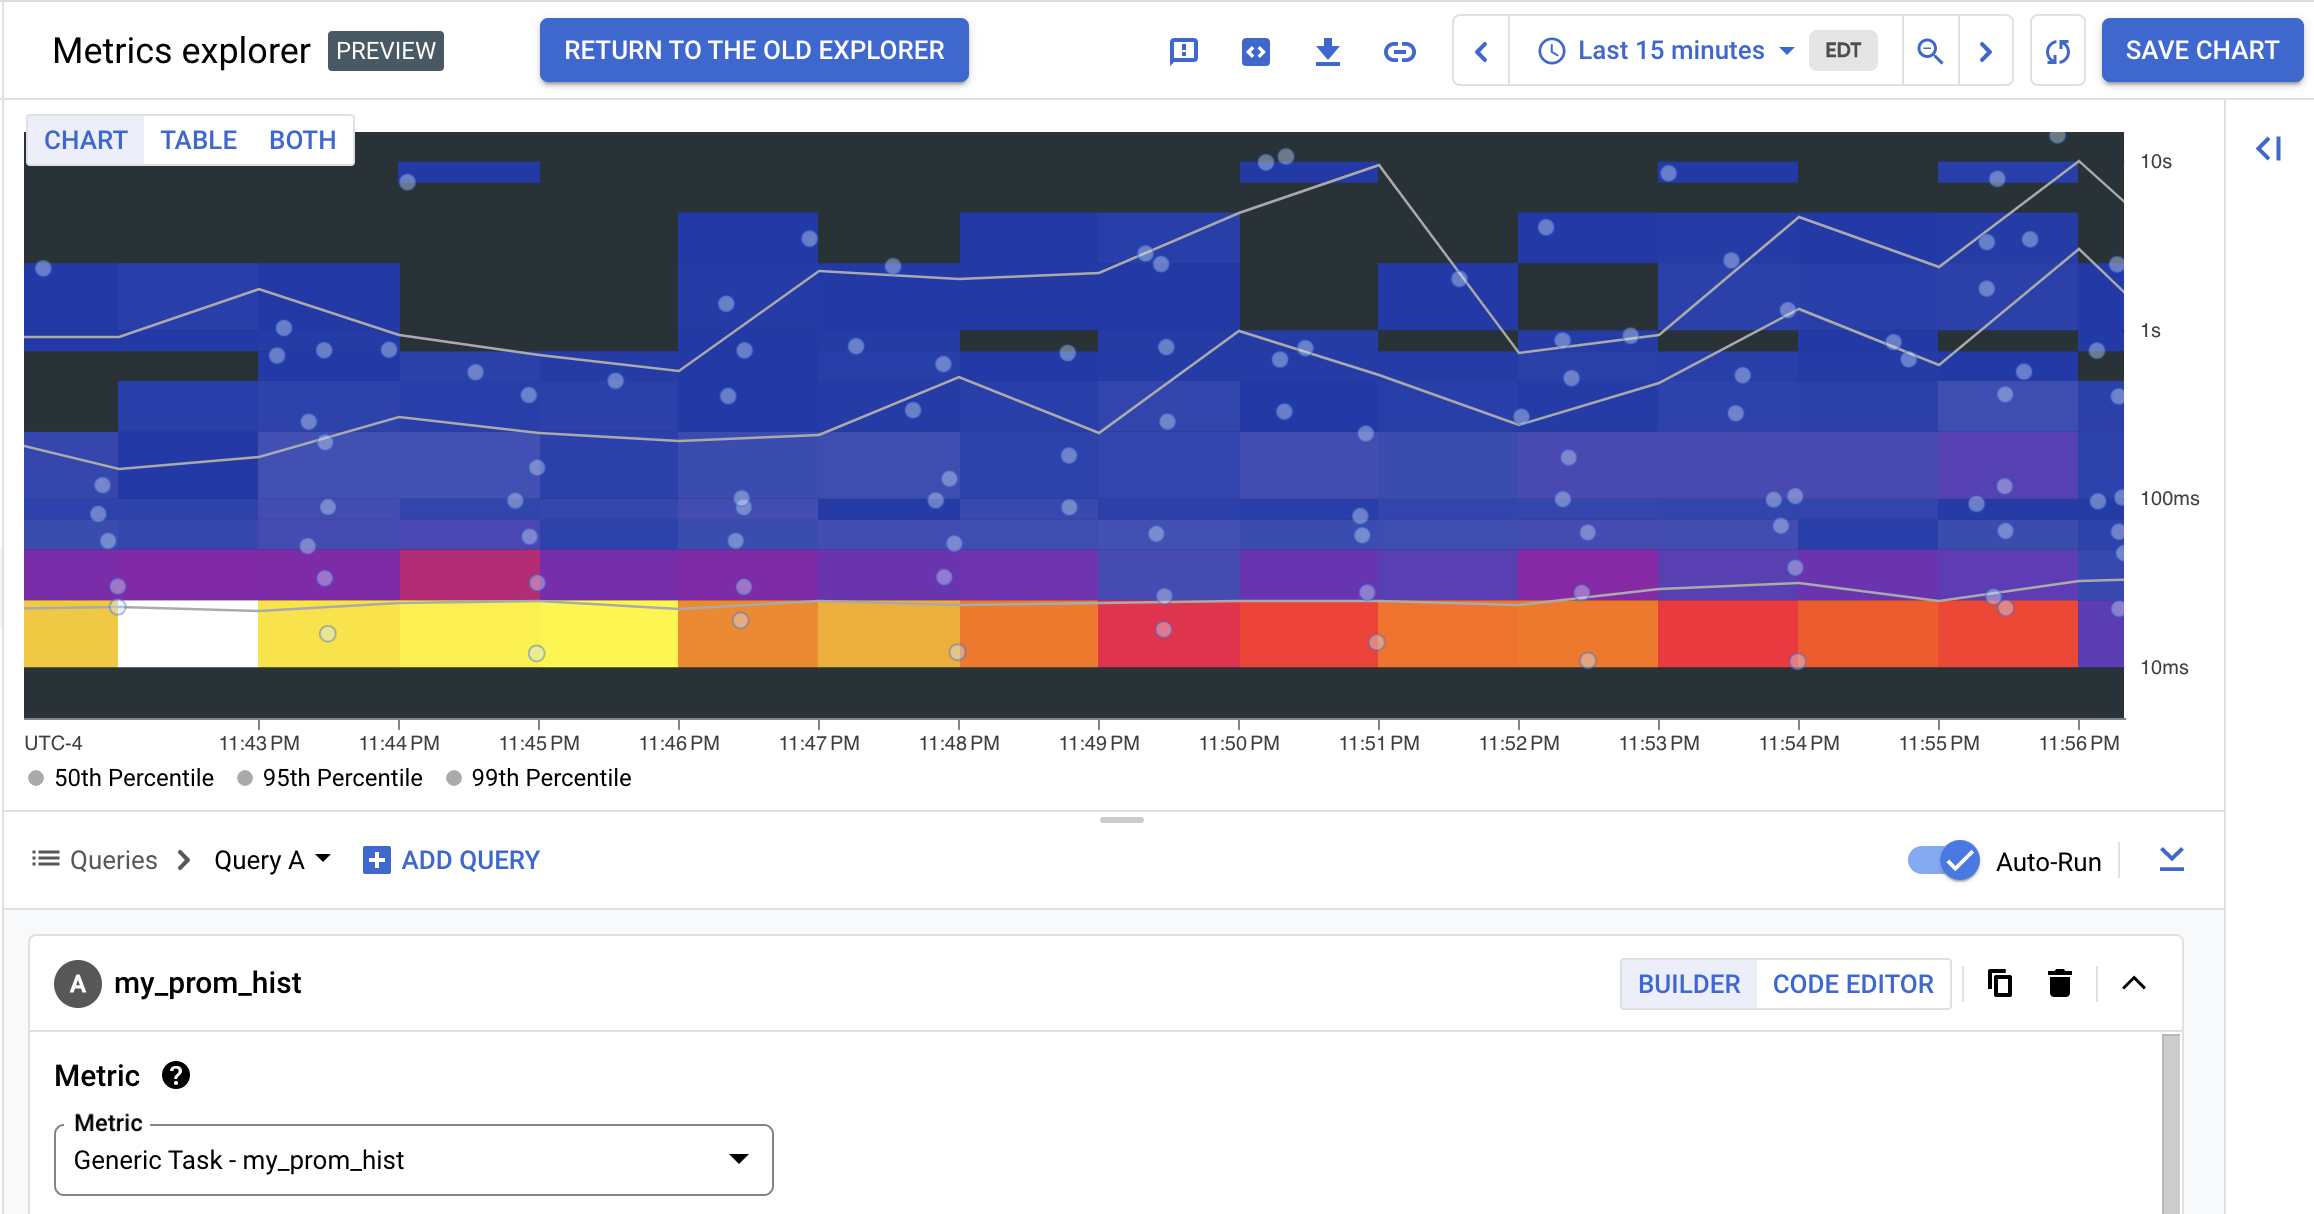 Metrics explorer PREVIEW RETURN TO THE OLD EXPLORER Last 15 minutes EDT SAVE CHART
CHART TABLE BOTH
10s
1s
100ms
10ms
UTC-4 11:43 PM 11:44 PM 11:45 PM 11:46 PM 11:47 PM 11:48 PM 11:49 PM 11:50 PM 11:51 PM 11:52 PM 11:53 PM 11:54 PM 11:55 PM 11:56 PM
50th Percentile 95th Percentile 99th Percentile
Queries Query A ADD QUERY Auto-Run
A my_prom_hist BUILDER CODE EDITOR
Metric ?
Metric
Generic Task - my_prom_hist